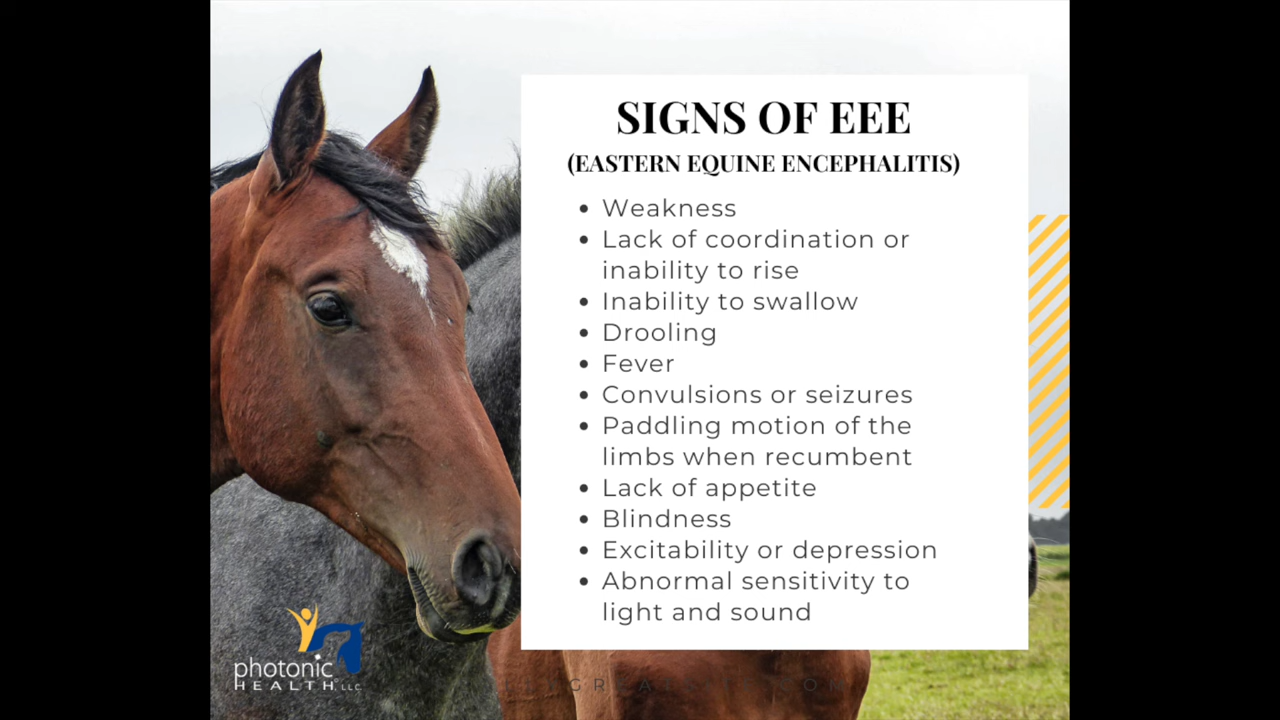 SIGNS OF EEE
(EASTERN EQUINE ENCEPHALITIS)
• Weakness
• Lack of coordination or
inability to rise
• Inability to swallow
• Drooling
• Fever
• Convulsions or seizures
• Paddling motion of the
limbs when recumbent
• Lack of appetite
• Blindness
• Excitability or depression
• Abnormal sensitivity to
light and sound
photonic
HEALTH, LLC.